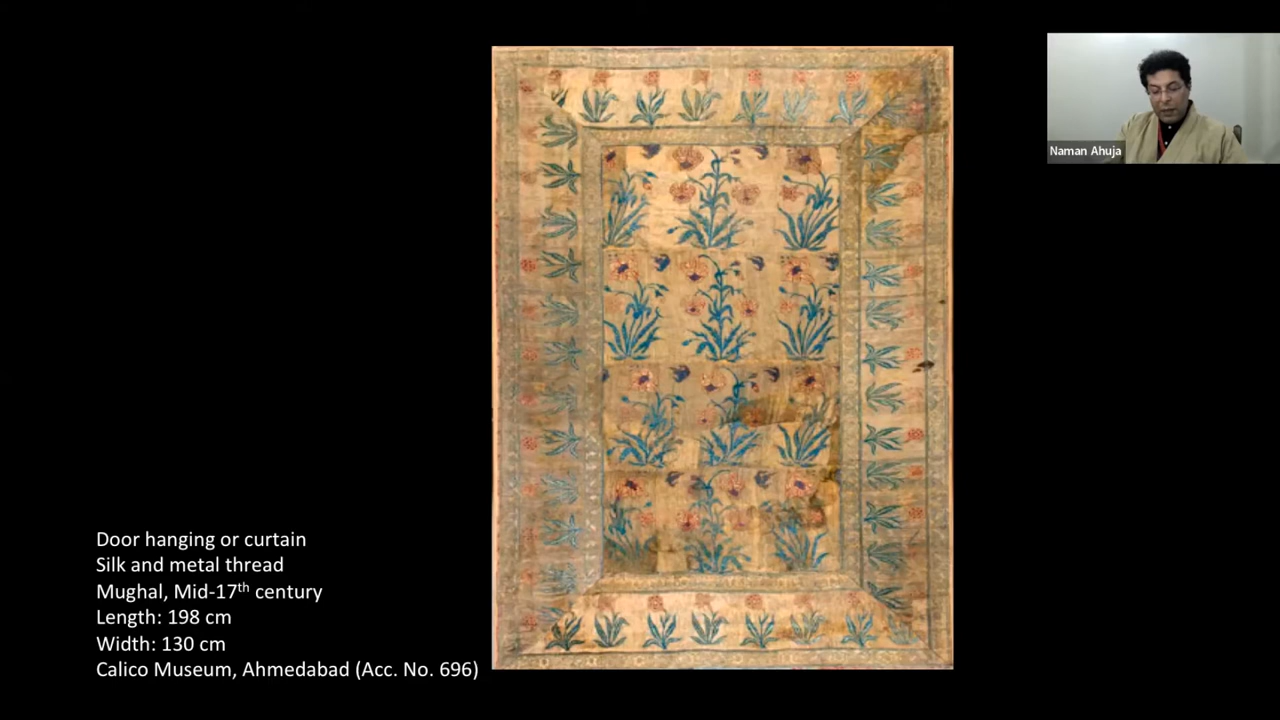 Naman Ahuja
Door hanging or curtain
Silk and metal thread
Mughal, Mid-17th century
Length: 198 cm
Width: 130 cm
Calico Museum, Ahmedabad (Acc. No. 696)